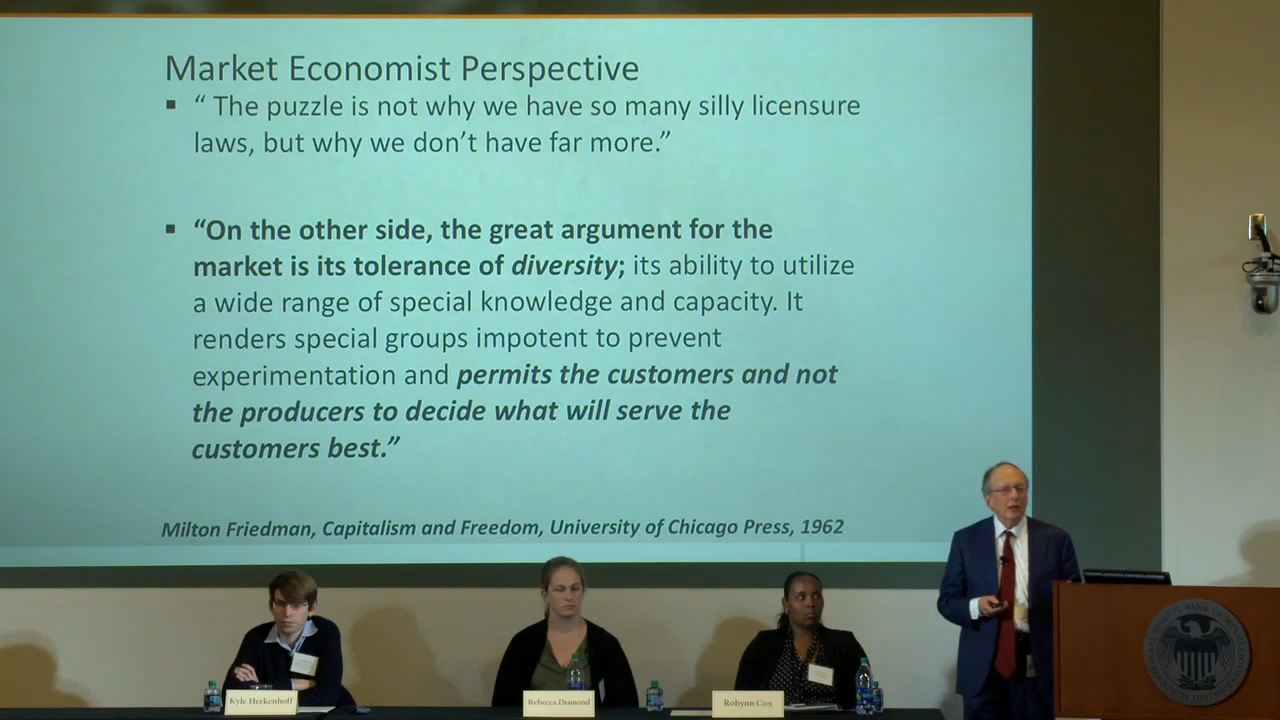 Market Economist Perspective
▪ “ The puzzle is not why we have so many silly licensure
laws, but why we don’t have far more.”
▪ “On the other side, the great argument for the
market is its tolerance of diversity; its ability to utilize
a wide range of special knowledge and capacity. It
renders special groups impotent to prevent
experimentation and permits the customers and not
the producers to decide what will serve the
customers best.”
Milton Friedman, Capitalism and Freedom, University of Chicago Press, 1962
Kyle Herkenhoff
Rebecca Diamond
Robynn Cox